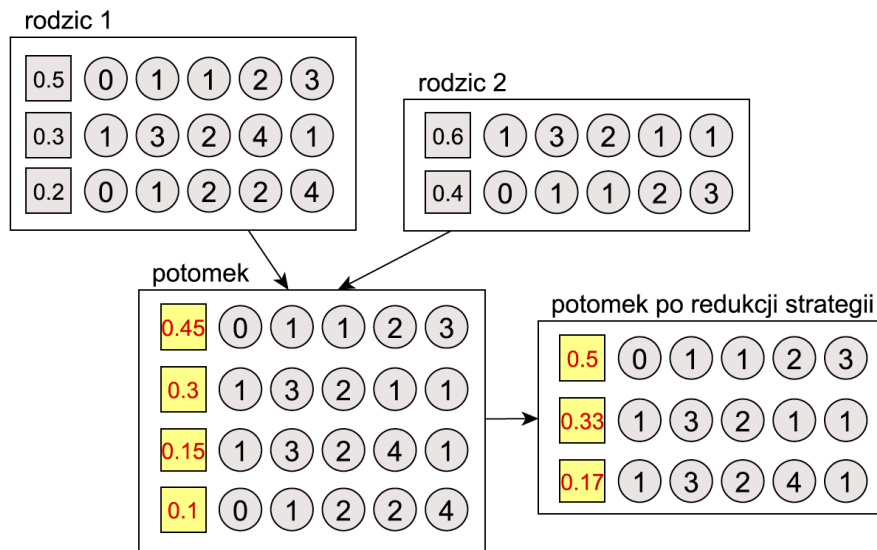 rodzic 1
0.5 0 1 1 2 3
0.3 1 3 2 4 1
0.2 0 1 2 2 4
rodzic 2
0.6 1 3 2 1 1
0.4 0 1 1 2 3
potomek
0.45 0 1 1 2 3
0.3 1 3 2 1 1
0.15 1 3 2 4 1
0.1 0 1 2 2 4
potomek po redukcji strategii
0.5 0 1 1 2 3
0.33 1 3 2 1 1
0.17 1 3 2 4 1